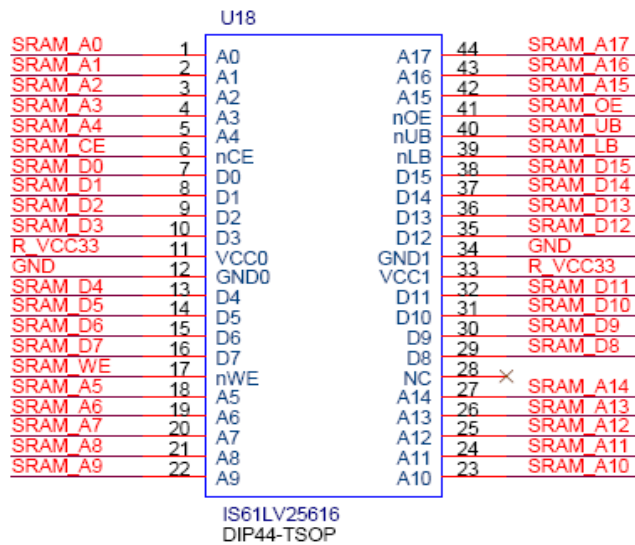 U18
SRAM_A0 1 A0 A17 44 SRAM_A17
SRAM_A1 2 A1 A16 43 SRAM_A16
SRAM_A2 3 A2 A15 42 SRAM_A15
SRAM_A3 4 A3 nOE 41 SRAM_OE
SRAM_A4 5 A4 nUB 40 SRAM_UB
SRAM_CE 6 nCE nLB 39 SRAM_LB
SRAM_D0 7 D0 D15 38 SRAM_D15
SRAM_D1 8 D1 D14 37 SRAM_D14
SRAM_D2 9 D2 D13 36 SRAM_D13
SRAM_D3 10 D3 D12 35 SRAM_D12
R_VCC33 11 VCC0 GND1 34 GND
GND 12 GND0 VCC1 33 R_VCC33
SRAM_D4 13 D4 D11 32 SRAM_D11
SRAM_D5 14 D5 D10 31 SRAM_D10
SRAM_D6 15 D6 D9 30 SRAM_D9
SRAM_D7 16 D7 D8 29 SRAM_D8
SRAM_WE 17 nWE NC 28
SRAM_A5 18 A5 A14 27 SRAM_A14
SRAM_A6 19 A6 A13 26 SRAM_A13
SRAM_A7 20 A7 A12 25 SRAM_A12
SRAM_A8 21 A8 A11 24 SRAM_A11
SRAM_A9 22 A9 A10 23 SRAM_A10
IS61LV25616
DIP44-TSOP